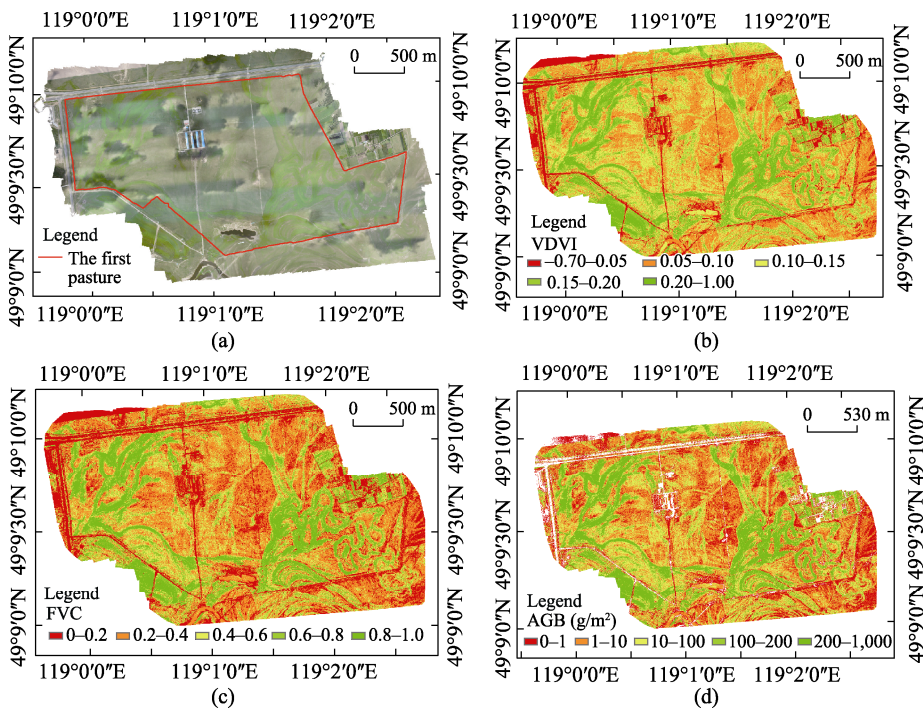 119°0′0″E 119°1′0″E 119°2′0″E
0 500 m
49°10′0″N
49°9′30″N
49°9′0″N
49°10′0″N
49°9′30″N
49°9′0″N
Legend
The first
pasture
119°0′0″E 119°1′0″E 119°2′0″E
(a)
119°0′0″E 119°1′0″E 119°2′0″E
0 500 m
49°10′0″N
49°9′30″N
49°9′0″N
49°10′0″N
49°9′30″N
49°9′0″N
Legend
VDVI
−0.70–0.05 0.05–0.10 0.10–0.15
0.15–0.20 0.20–1.00
119°0′0″E 119°1′0″E 119°2′0″E
(b)
119°0′0″E 119°1′0″E 119°2′0″E
0 500 m
49°10′0″N
49°9′30″N
49°9′0″N
49°10′0″N
49°9′30″N
49°9′0″N
Legend
FVC
0–0.2 0.2–0.4 0.4–0.6 0.6–0.8 0.8–1.0
119°0′0″E 119°1′0″E 119°2′0″E
(c)
119°0′0″E 119°1′0″E 119°2′0″E
0 530 m
49°10′0″N
49°9′30″N
49°9′0″N
49°10′0″N
49°9′30″N
49°9′0″N
Legend
AGB (g/m²)
0–1 1–10 10–100 100–200 200–1,000
119°0′0″E 119°1′0″E 119°2′0″E
(d)